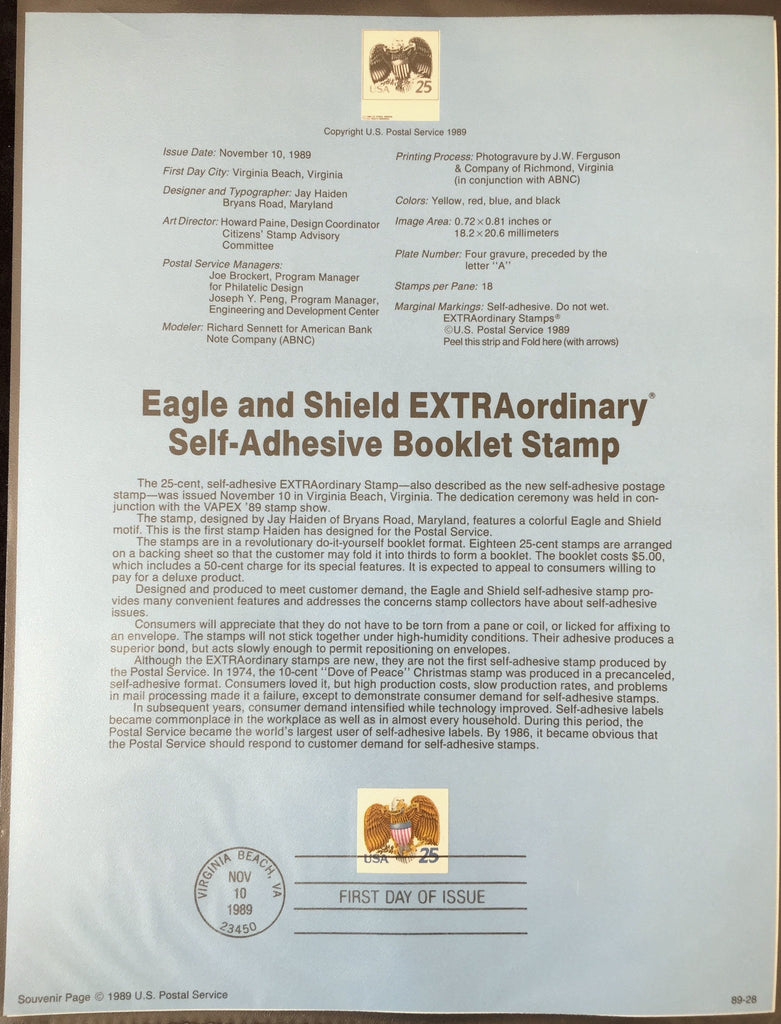 USA 25
Copyright U.S. Postal Service 1989
Issue Date: November 10, 1989
First Day City: Virginia Beach, Virginia
Designer and Typographer: Jay Haiden
Bryans Road, Maryland
Art Director: Howard Paine, Design Coordinator
Citizens' Stamp Advisory
Committee
Postal Service Managers:
Joe Brockert, Program Manager
for Philatelic Design
Joseph Y. Peng, Program Manager,
Engineering and Development Center
Modeler: Richard Sennett for American Bank
Note Company (ABNC)
Printing Process: Photogravure by J.W. Ferguson
& Company of Richmond, Virginia
(in conjunction with ABNC)
Colors: Yellow, red, blue, and black
Image Area: 0.72 × 0.81 inches or
18.2 × 20.6 millimeters
Plate Number: Four gravure, preceded by the
letter "A"
Stamps per Pane: 18
Marginal Markings: Self-adhesive. Do not wet.
EXTRAordinary Stamps®
©U.S. Postal Service 1989
Peel this strip and Fold here (with arrows)
Eagle and Shield EXTRAordinary®
Self-Adhesive Booklet Stamp
The 25-cent, self-adhesive EXTRAordinary Stamp—also described as the new self-adhesive postage
stamp—was issued November 10 in Virginia Beach, Virginia. The dedication ceremony was held in con-
junction with the VAPEX '89 stamp show.
The stamp, designed by Jay Haiden of Bryans Road, Maryland, features a colorful Eagle and Shield
motif. This is the first stamp Haiden has designed for the Postal Service.
The stamps are in a revolutionary do-it-yourself booklet format. Eighteen 25-cent stamps are arranged
on a backing sheet so that the customer may fold it into thirds to form a booklet. The booklet costs $5.00,
which includes a 50-cent charge for its special features. It is expected to appeal to consumers willing to
pay for a deluxe product.
Designed and produced to meet customer demand, the Eagle and Shield self-adhesive stamp pro-
vides many convenient features and addresses the concerns stamp collectors have about self-adhesive
issues.
Consumers will appreciate that they do not have to be torn from a pane or coil, or licked for affixing to
an envelope. The stamps will not stick together under high-humidity conditions. Their adhesive produces a
superior bond, but acts slowly enough to permit repositioning on envelopes.
Although the EXTRAordinary stamps are new, they are not the first self-adhesive stamp produced by
the Postal Service. In 1974, the 10-cent "Dove of Peace" Christmas stamp was produced in a precanceled,
self-adhesive format. Consumers loved it, but high production costs, slow production rates, and problems
in mail processing made it a failure, except to demonstrate consumer demand for self-adhesive stamps.
In subsequent years, consumer demand intensified while technology improved. Self-adhesive labels
became commonplace in the workplace as well as in almost every household. During this period, the
Postal Service became the world's largest user of self-adhesive labels. By 1986, it became obvious that
the Postal Service should respond to customer demand for self-adhesive stamps.
USA 25
VIRGINIA BEACH, VA
NOV
10
1989
23450
FIRST DAY OF ISSUE
Souvenir Page © 1989 U.S. Postal Service
89-28